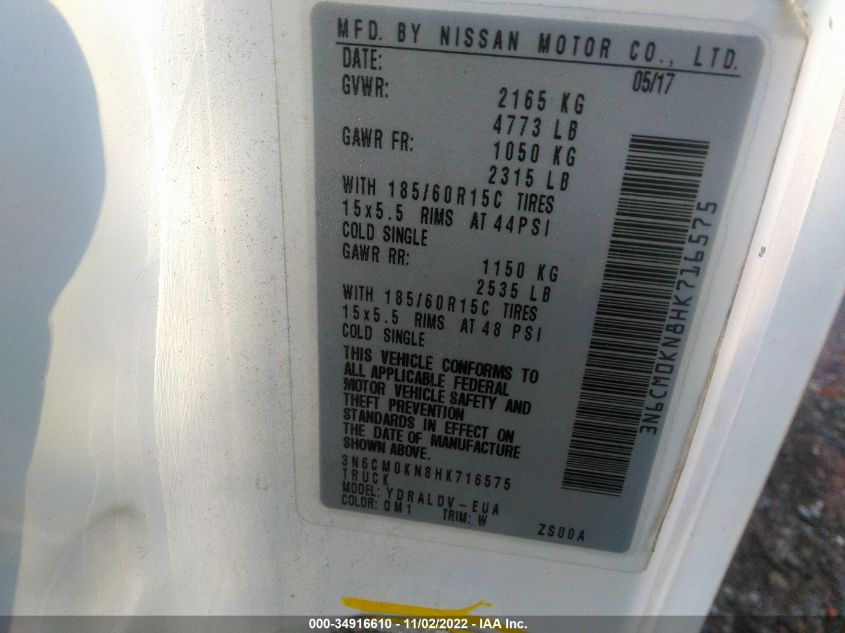 MFD. BY NISSAN MOTOR CO., LTD.
DATE: 05/17
GVWR: 2165 KG
4773 LB
GAWR FR: 1050 KG
2315 LB
WITH 185/60R15C TIRES
15x5.5 RIMS AT 44PSI
COLD SINGLE
GAWR RR: 1150 KG
2535 LB
WITH 185/60R15C TIRES
15x5.5 RIMS AT 48 PSI
COLD SINGLE
THIS VEHICLE CONFORMS TO
ALL APPLICABLE FEDERAL
MOTOR VEHICLE SAFETY AND
THEFT PREVENTION
STANDARDS IN EFFECT ON
THE DATE OF MANUFACTURE
SHOWN ABOVE.
3N6CM0KN8HK716575
TRUCK
MODEL: YDRALDV-EUA
COLOR: QM1 TRIM: W
ZS00A
3N6CM0KN8HK716575
000-34916610 - 11/02/2022 - IAA Inc.